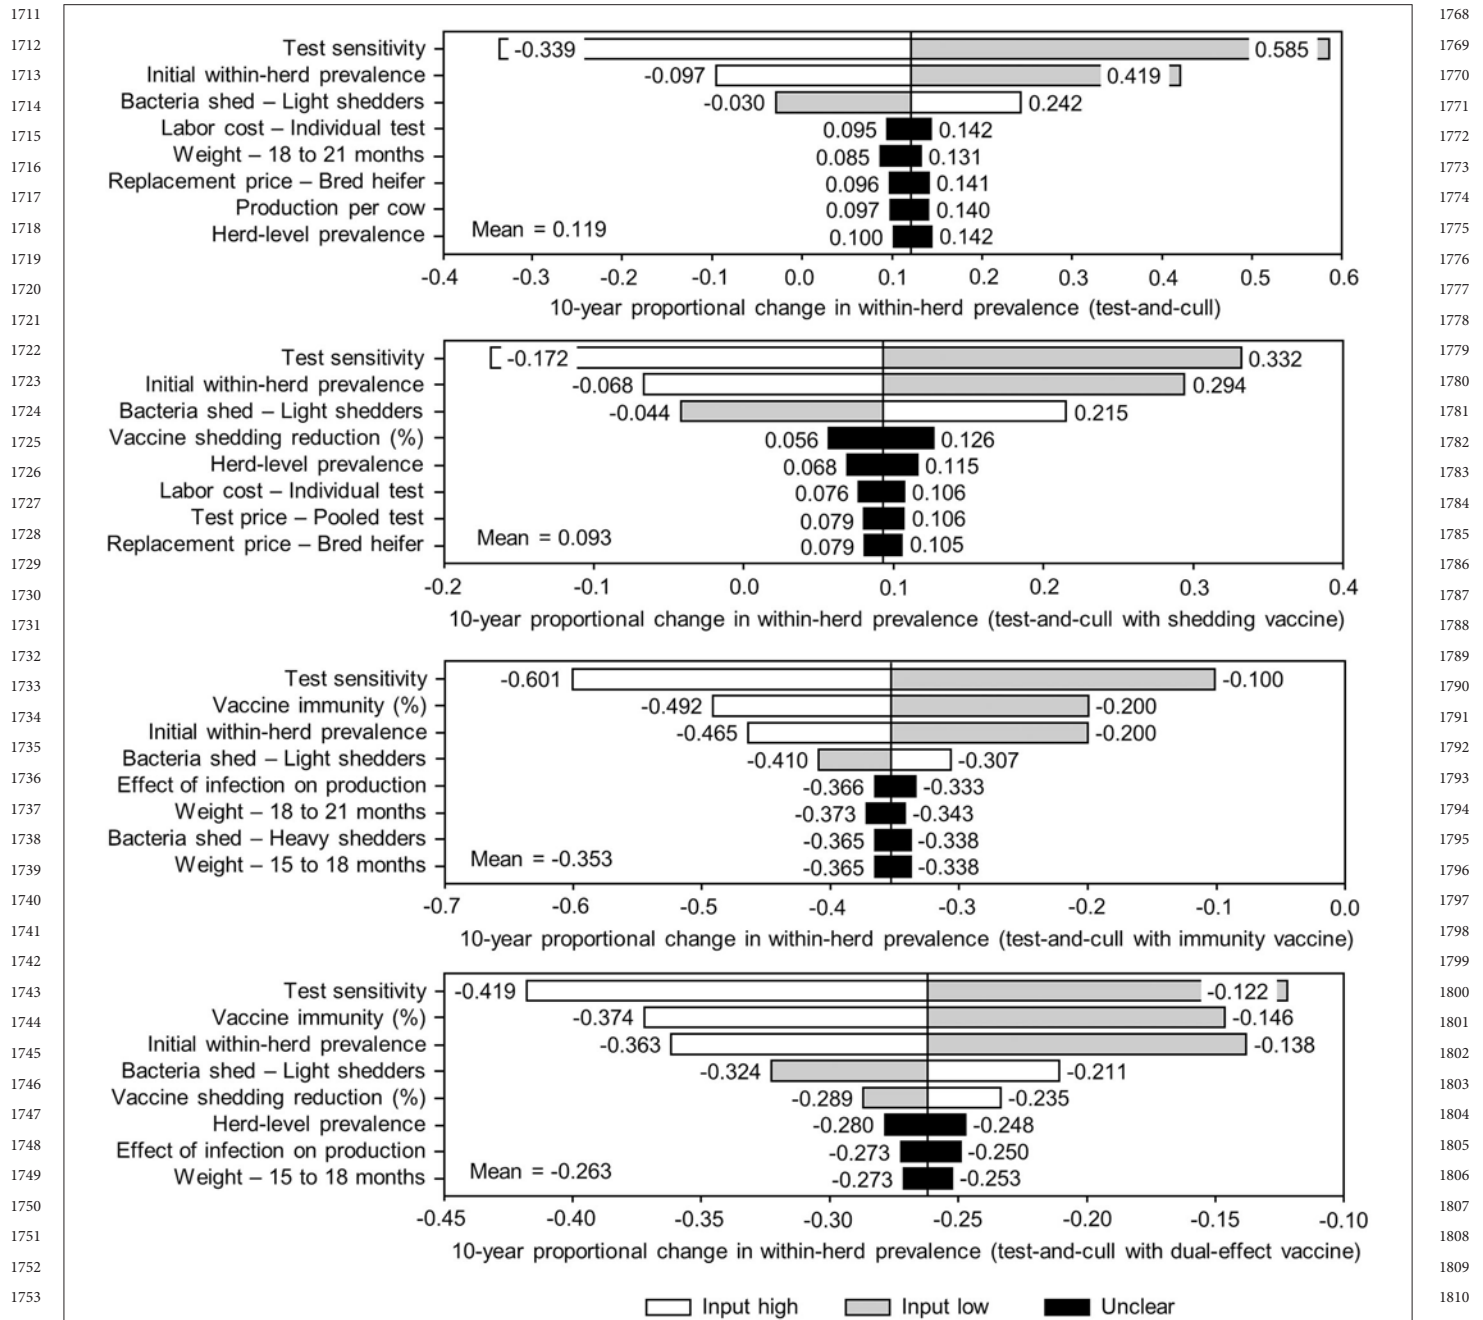 1711 1768
Test sensitivity -0.339 0.585
1712 1769
Initial within-herd prevalence -0.097 0.419
1713 1770
Bacteria shed – Light shedders -0.030 0.242
1714 1771
Labor cost – Individual test 0.095 0.142
1715 1772
Weight – 18 to 21 months 0.085 0.131
1716 1773
Replacement price – Bred heifer 0.096 0.141
1717 1774
Production per cow 0.097 0.140
1718 1775
Herd-level prevalence 0.100 0.142
Mean = 0.119
1719 1776
-0.4 -0.3 -0.2 -0.1 0.0 0.1 0.2 0.3 0.4 0.5 0.6
1720 1777
10-year proportional change in within-herd prevalence (test-and-cull)
1721 1778
1722 1779
Test sensitivity -0.172 0.332
1723 1780
Initial within-herd prevalence -0.068 0.294
1724 1781
Bacteria shed – Light shedders -0.044 0.215
1725 1782
Vaccine shedding reduction (%) 0.056 0.126
1726 1783
Herd-level prevalence 0.068 0.115
1727 1784
Labor cost – Individual test 0.076 0.106
Test price – Pooled test 0.079 0.106
1728 1785
Replacement price – Bred heifer 0.079 0.105
Mean = 0.093
1729 1786
-0.2 -0.1 0.0 0.1 0.2 0.3 0.4
1730 1787
10-year proportional change in within-herd prevalence (test-and-cull with shedding vaccine)
1731 1788
1732 1789
Test sensitivity -0.601 -0.100
1733 1790
Vaccine immunity (%) -0.492 -0.200
1734 1791
Initial within-herd prevalence -0.465 -0.200
1735 1792
Bacteria shed – Light shedders -0.410 -0.307
1736 1793
Effect of infection on production -0.366 -0.333
1737 1794
Weight – 18 to 21 months -0.373 -0.343
1738 1795
Bacteria shed – Heavy shedders -0.365 -0.338
1739 1796
Weight – 15 to 18 months -0.365 -0.338
Mean = -0.353
1740 1797
-0.7 -0.6 -0.5 -0.4 -0.3 -0.2 -0.1 0.0
1741 1798
10-year proportional change in within-herd prevalence (test-and-cull with immunity vaccine)
1742 1799
1743 1800
Test sensitivity -0.419 -0.122
1744 1801
Vaccine immunity (%) -0.374 -0.146
1745 1802
Initial within-herd prevalence -0.363 -0.138
1746 1803
Bacteria shed – Light shedders -0.324 -0.211
Vaccine shedding reduction (%) -0.289 -0.235
1747 1804
Herd-level prevalence -0.280 -0.248
1748 1805
Effect of infection on production -0.273 -0.250
1749 1806
Weight – 15 to 18 months -0.273 -0.253
Mean = -0.263
1750 1807
-0.45 -0.40 -0.35 -0.30 -0.25 -0.20 -0.15 -0.10
1751 1808
10-year proportional change in within-herd prevalence (test-and-cull with dual-effect vaccine)
1752 1809
1753 1810
Input high Input low Unclear